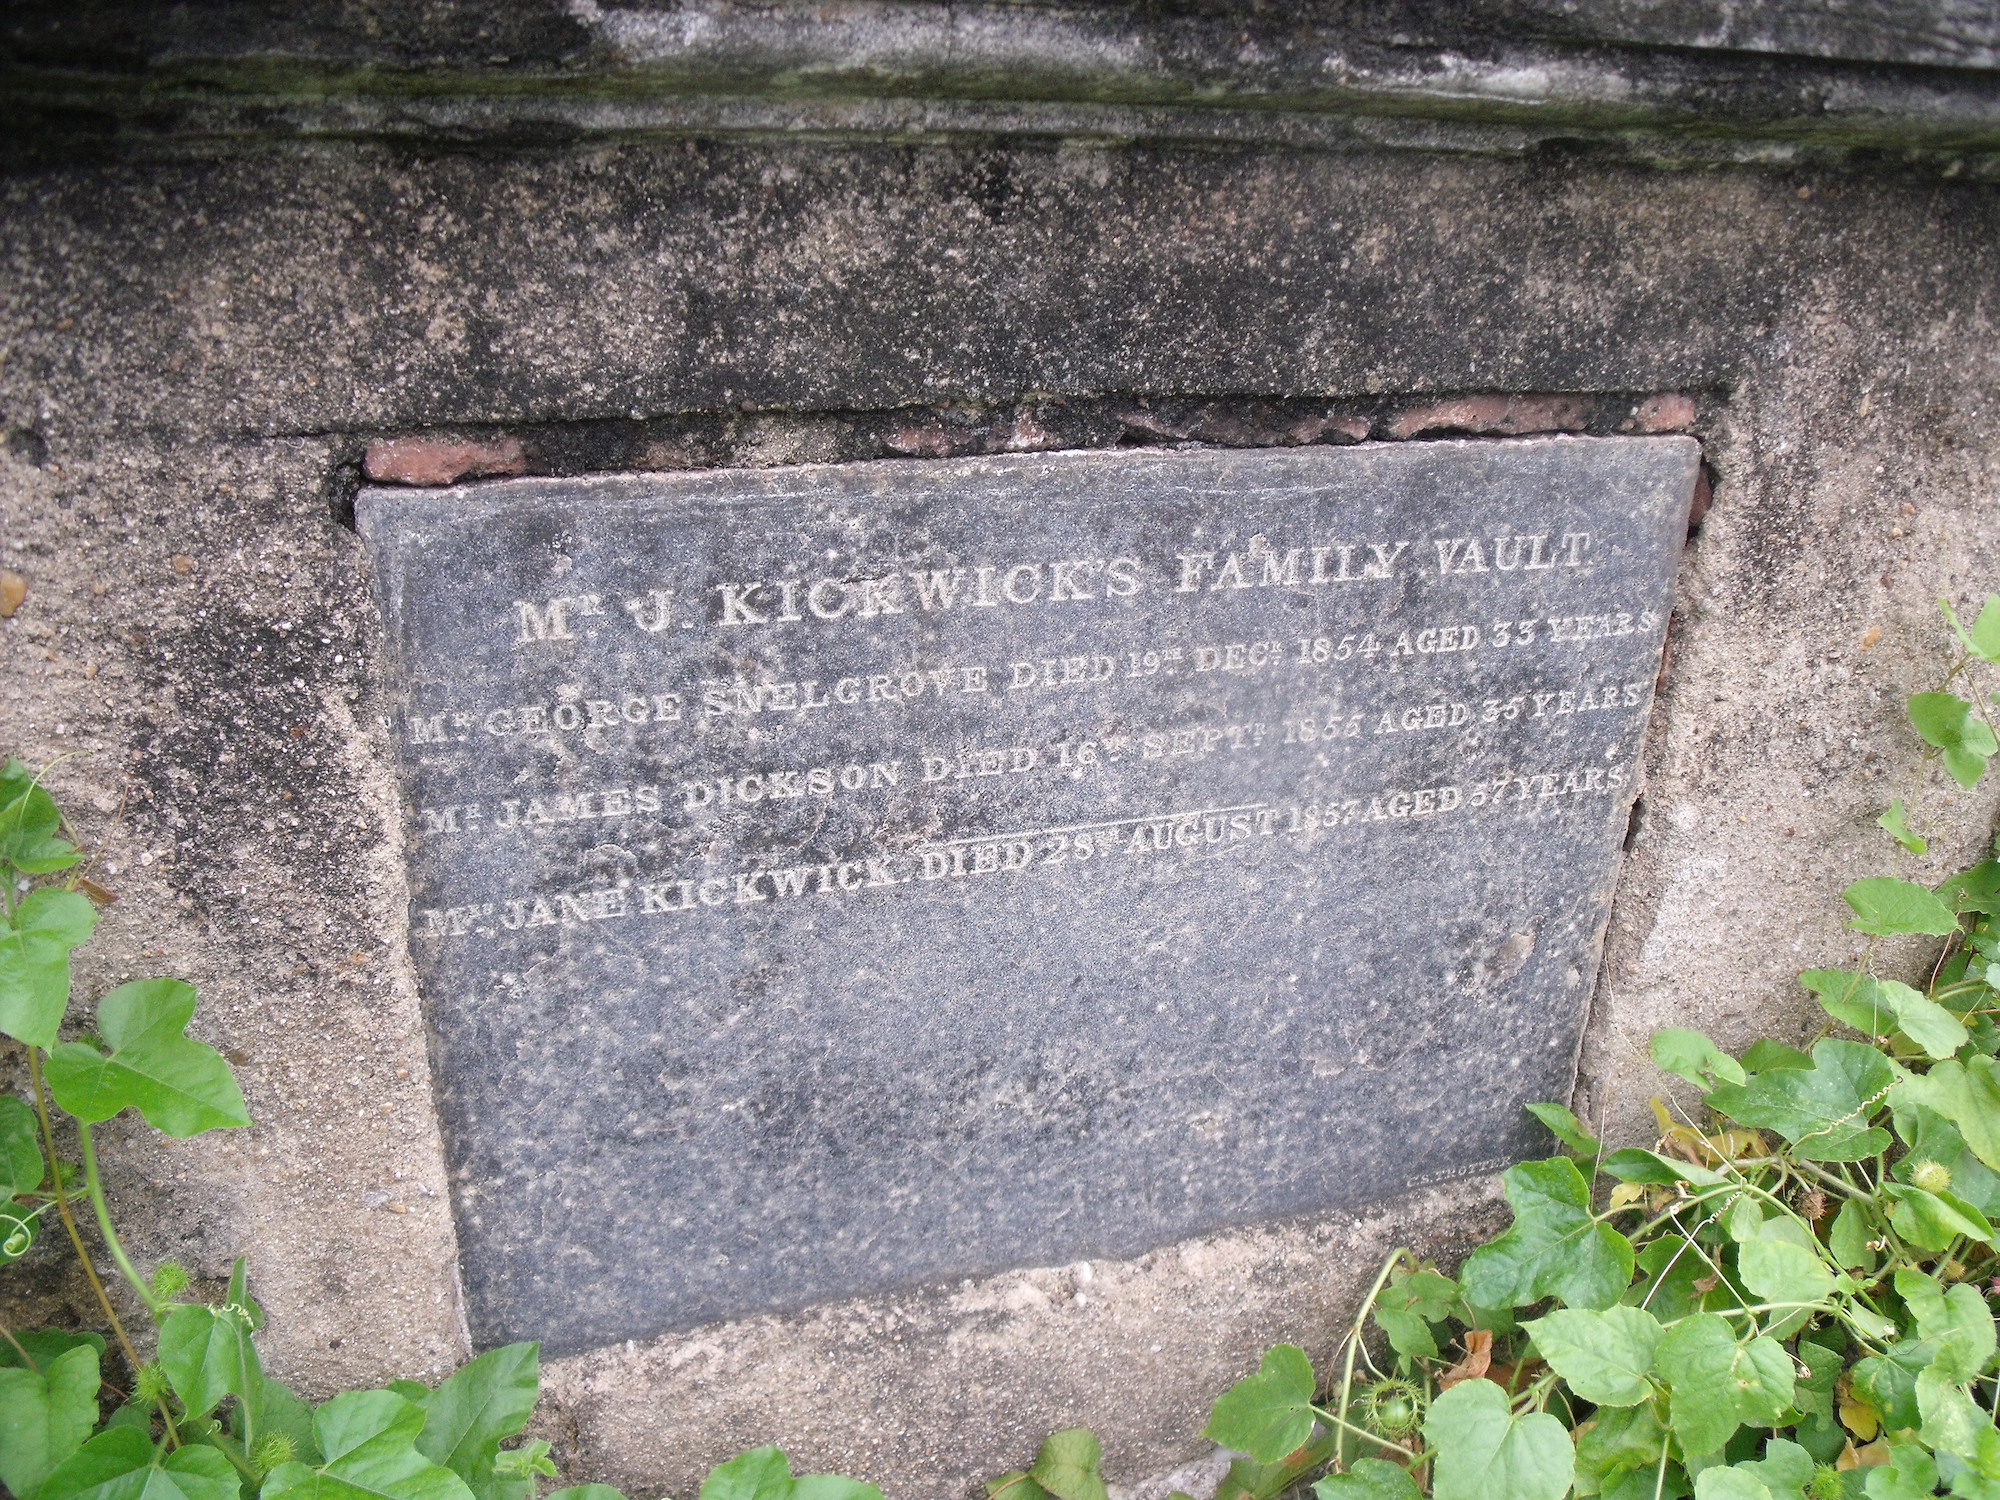 Mr. J. KICKWICK'S FAMILY VAULT
Mr. GEORGE SNELGROVE DIED 19TH DECR. 1854 AGED 33 YEARS
Mr. JAMES DICKSON DIED 16TH SEPTR. 1855 AGED 35 YEARS
Mrs. JANE KICKWICK. DIED 28TH AUGUST 1857 AGED 57 YEARS